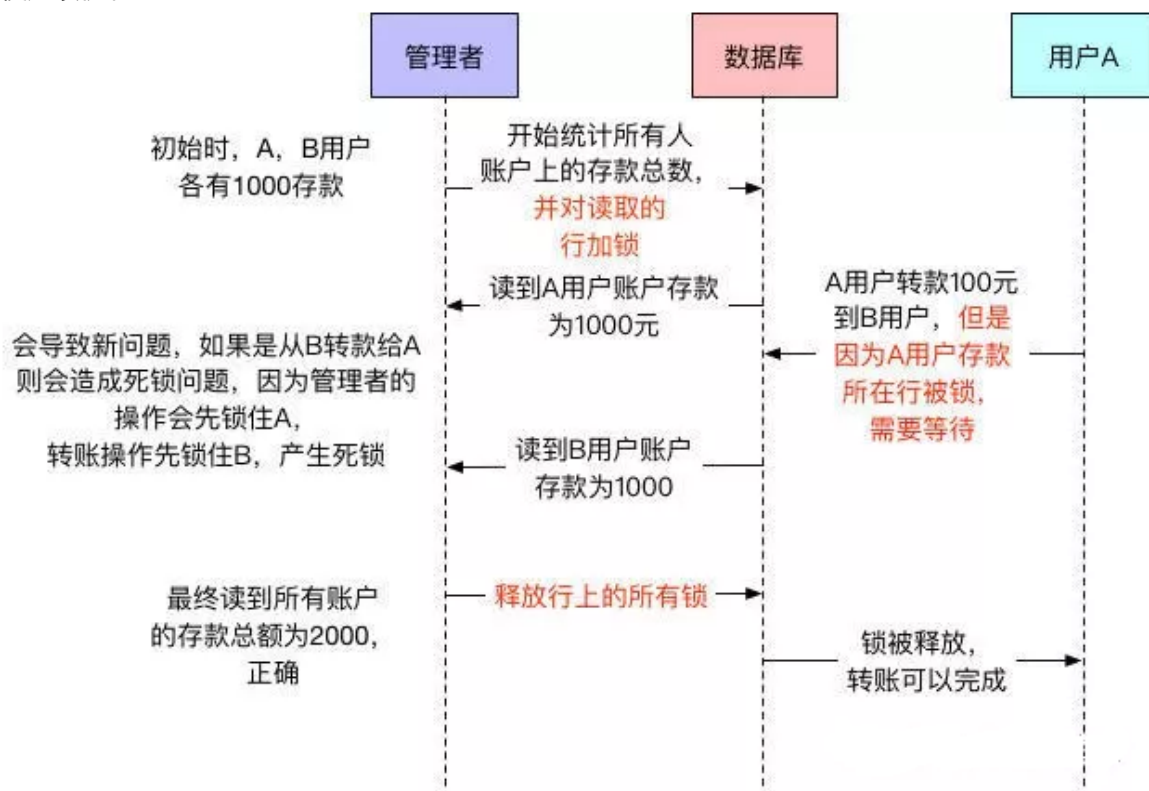 管理者
数据库
用户A
初始时，A，B用户
各有1000存款
开始统计所有人
账户上的存款总数，
并对读取的
行加锁
读到A用户账户存款
为1000元
A用户转款100元
到B用户，但是
因为A用户存款
所在行被锁，
需要等待
会导致新问题，如果是从B转款给A
则会造成死锁问题，因为管理者的
操作会先锁住A，
转账操作先锁住B，产生死锁
读到B用户账户
存款为1000
最终读到所有账户
的存款总额为2000，
正确
释放行上的所有锁
锁被释放，
转账可以完成